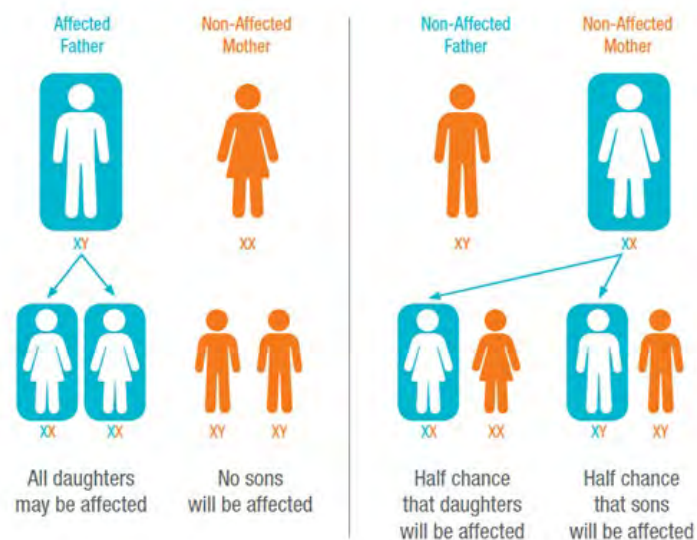 Affected
Father
Non-Affected
Mother
Non-Affected
Father
Non-Affected
Mother
XY
XX
XY
XX
XX
XX
XY
XY
XX
XX
XY
XY
All daughters
may be affected
No sons
will be affected
Half chance
that daughters
will be affected
Half chance
that sons
will be affected